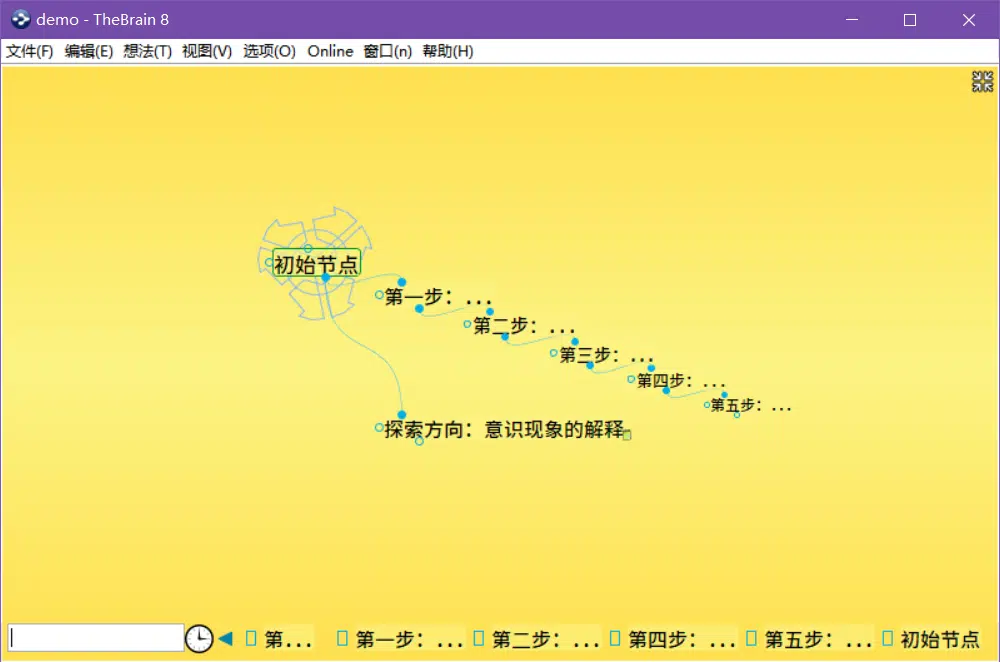 demo - TheBrain 8
文件(F) 编辑(E) 想法(T) 视图(V) 选项(O) Online 窗口(n) 帮助(H)
初始节点
第一步：...
第二步：...
第三步：...
第四步：...
第五步：...
探索方向：意识现象的解释
第... 第一步：... 第二步：... 第四步：... 第五步：... 初始节点